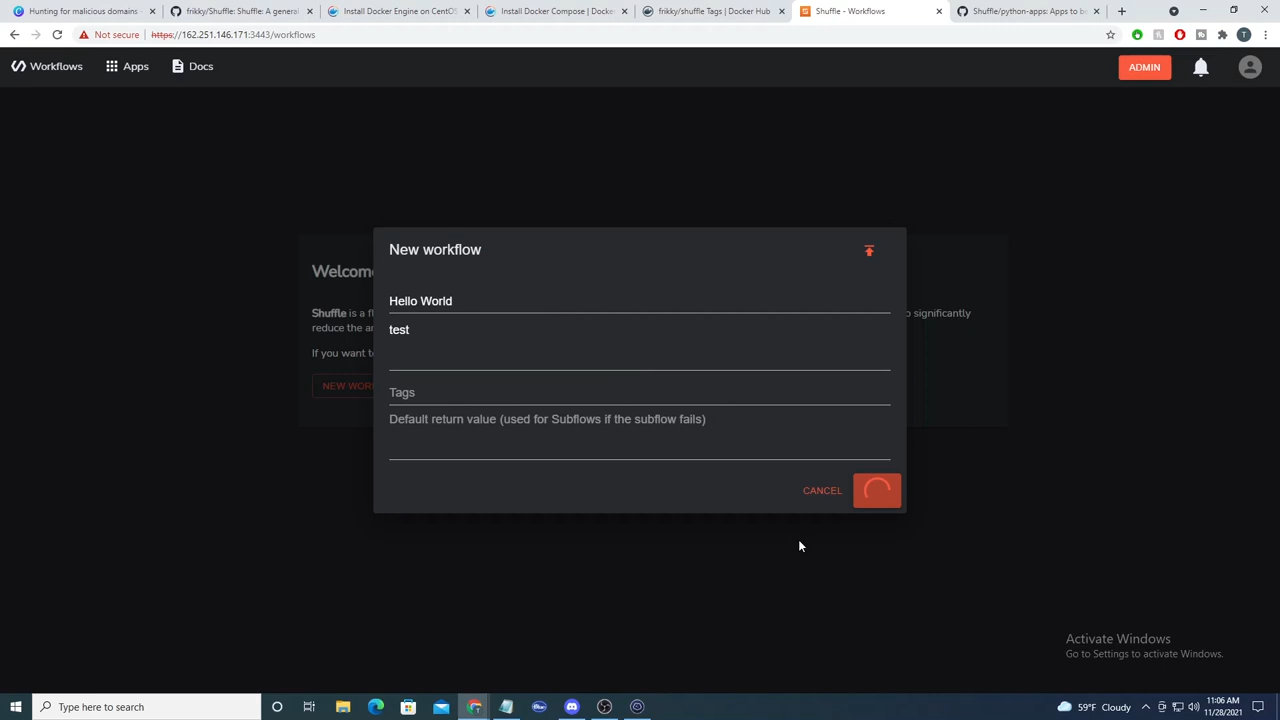 Hunting for malicious domains -
frikky/Shuffle: Shuffle: A general
Install Docker Engine on CentOS
Install Docker Compose | Docke
frikky/shuffle Tags | Docker Hub
Shuffle - Workflows
Shuffle/python-apps: Apps to be
Not secure
https://162.251.146.171:3443/workflows
T
Workflows
Apps
Docs
ADMIN
New workflow
Hello World
test
Tags
Default return value (used for Subflows if the subflow fails)
CANCEL
Welcome
Shuffle is a f
o significantly
reduce the a
If you want t
NEW WOR
Activate Windows
Go to Settings to activate Windows.
Type here to search
59°F Cloudy
11:06 AM
11/28/2021